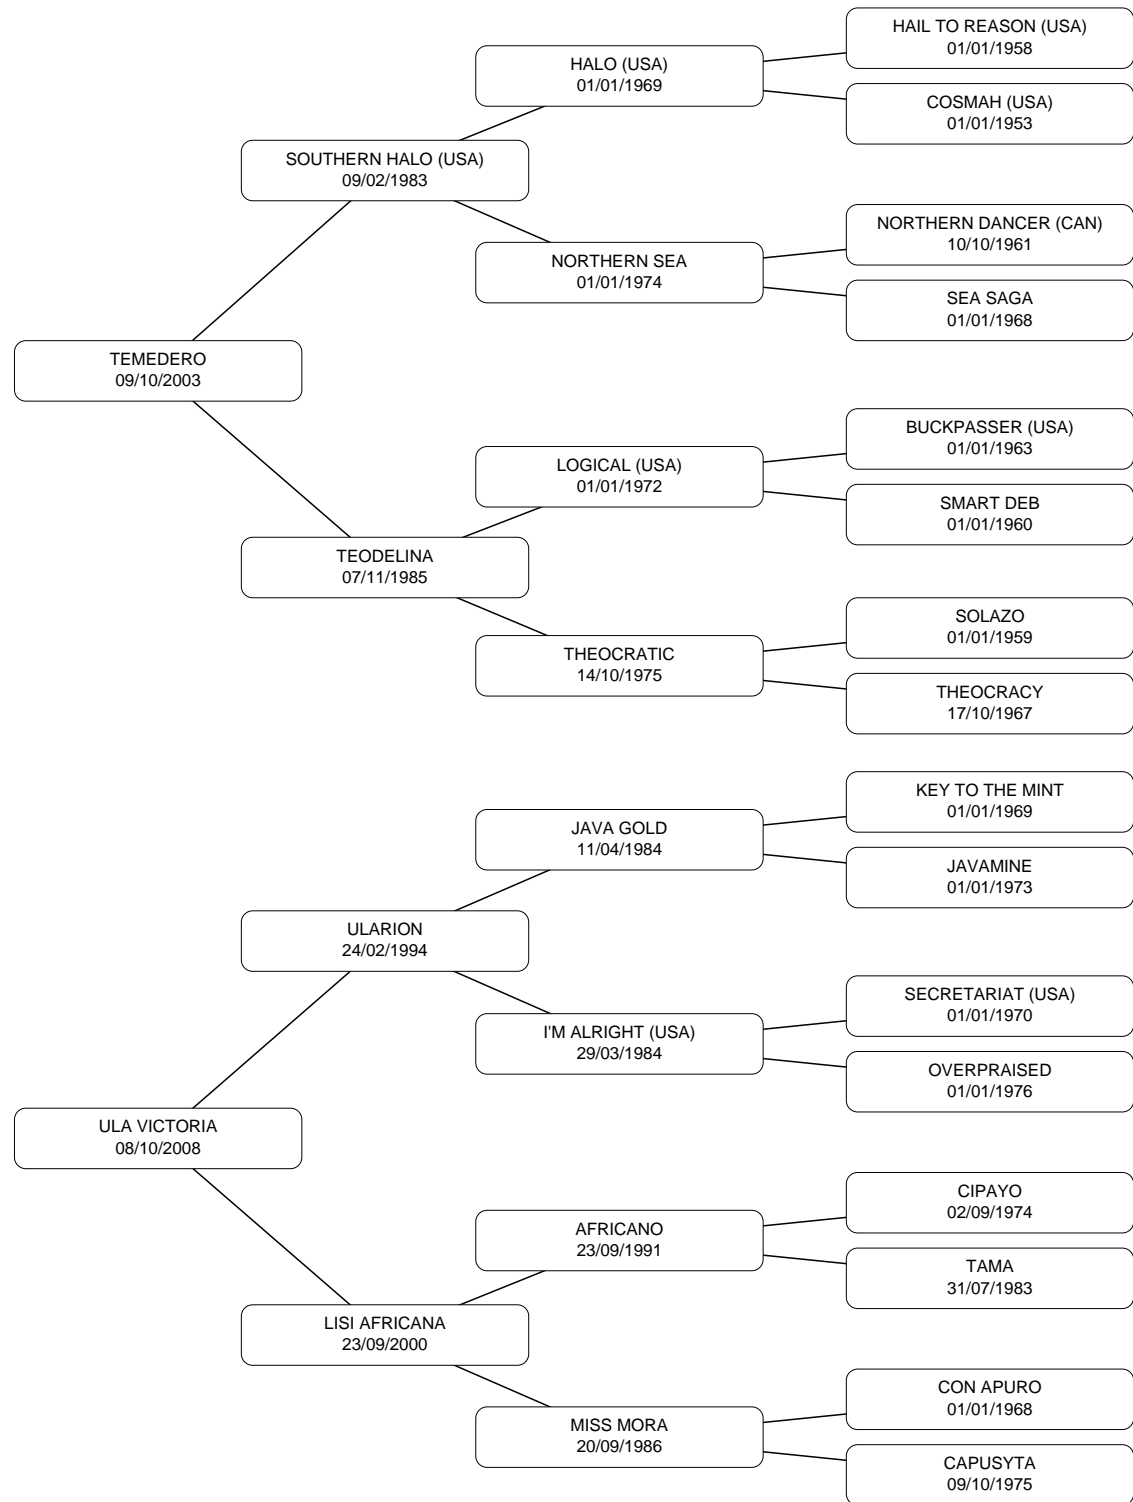 HAIL TO REASON (USA)
01/01/1958
HALO (USA)
01/01/1969
COSMAH (USA)
01/01/1953
SOUTHERN HALO (USA)
09/02/1983
NORTHERN DANCER (CAN)
10/10/1961
NORTHERN SEA
01/01/1974
SEA SAGA
01/01/1968
TEMEDERO
09/10/2003
BUCKPASSER (USA)
01/01/1963
LOGICAL (USA)
01/01/1972
SMART DEB
01/01/1960
TEODELINA
07/11/1985
SOLAZO
01/01/1959
THEOCRATIC
14/10/1975
THEOCRACY
17/10/1967
KEY TO THE MINT
01/01/1969
JAVA GOLD
11/04/1984
JAVAMINE
01/01/1973
ULARION
24/02/1994
SECRETARIAT (USA)
01/01/1970
I'M ALRIGHT (USA)
29/03/1984
OVERPRAISED
01/01/1976
ULA VICTORIA
08/10/2008
CIPAYO
02/09/1974
AFRICANO
23/09/1991
TAMA
31/07/1983
LISI AFRICANA
23/09/2000
CON APURO
01/01/1968
MISS MORA
20/09/1986
CAPUSYTA
09/10/1975